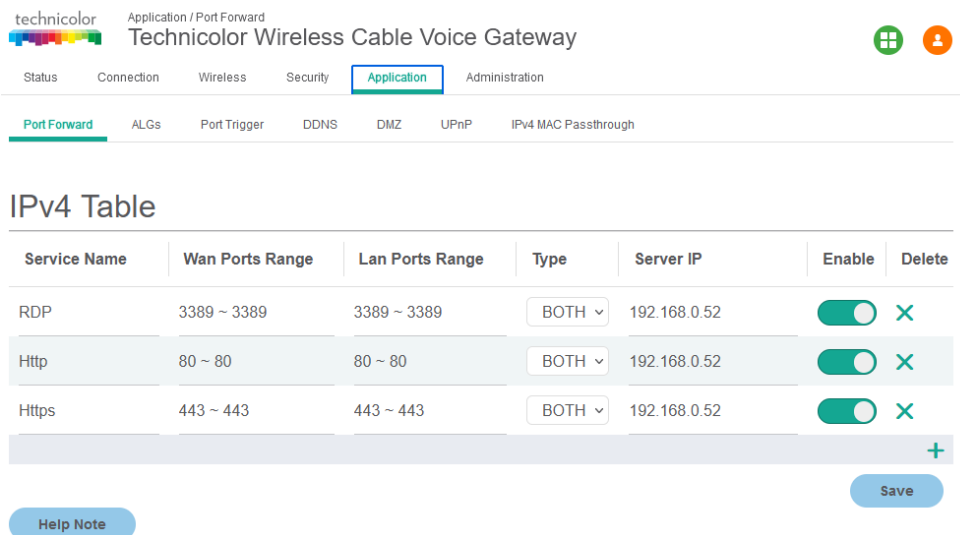 technicolor
Application / Port Forward
Technicolor Wireless Cable Voice Gateway
Status Connection Wireless Security Application Administration
Port Forward ALGs Port Trigger DDNS DMZ UPnP IPv4 MAC Passthrough
IPv4 Table
Service Name Wan Ports Range Lan Ports Range Type Server IP Enable Delete
RDP 3389 ~ 3389 3389 ~ 3389 BOTH 192.168.0.52
Http 80 ~ 80 80 ~ 80 BOTH 192.168.0.52
Https 443 ~ 443 443 ~ 443 BOTH 192.168.0.52
Save
Help Note